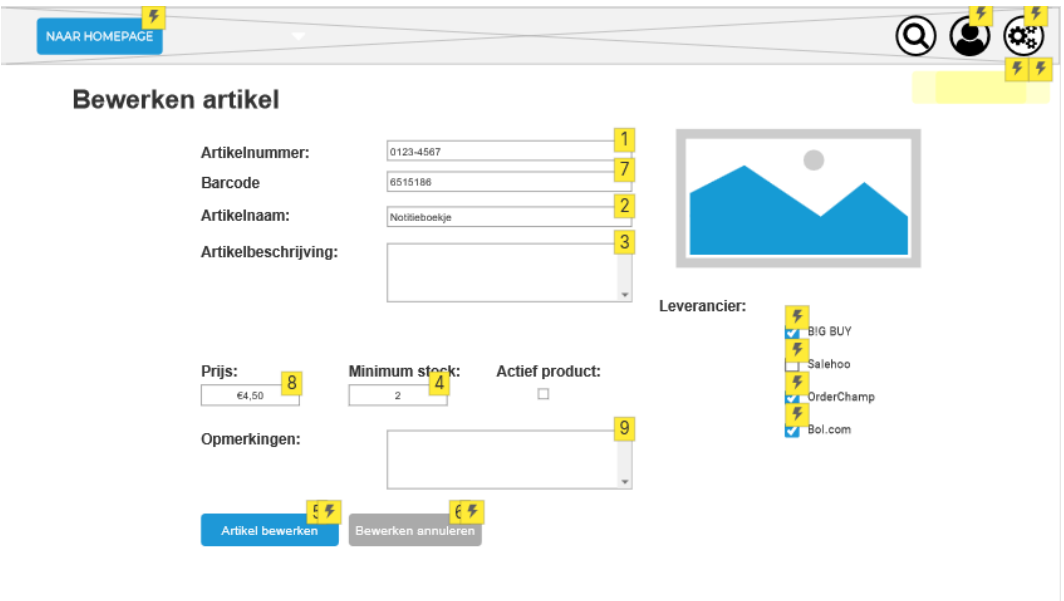 NAAR HOMEPAGE
Bewerken artikel
Artikelnummer: 0123-4567 1
Barcode 6515186 7
Artikelnaam: Notitieboekje 2
Artikelbeschrijving: 3
Leverancier:
B!G BUY
Salehoo
OrderChamp
Bol.com
Prijs: 8 Minimum stock: 4 Actief product:
€4,50 2
Opmerkingen: 9
5 6
Artikel bewerken Bewerken annuleren